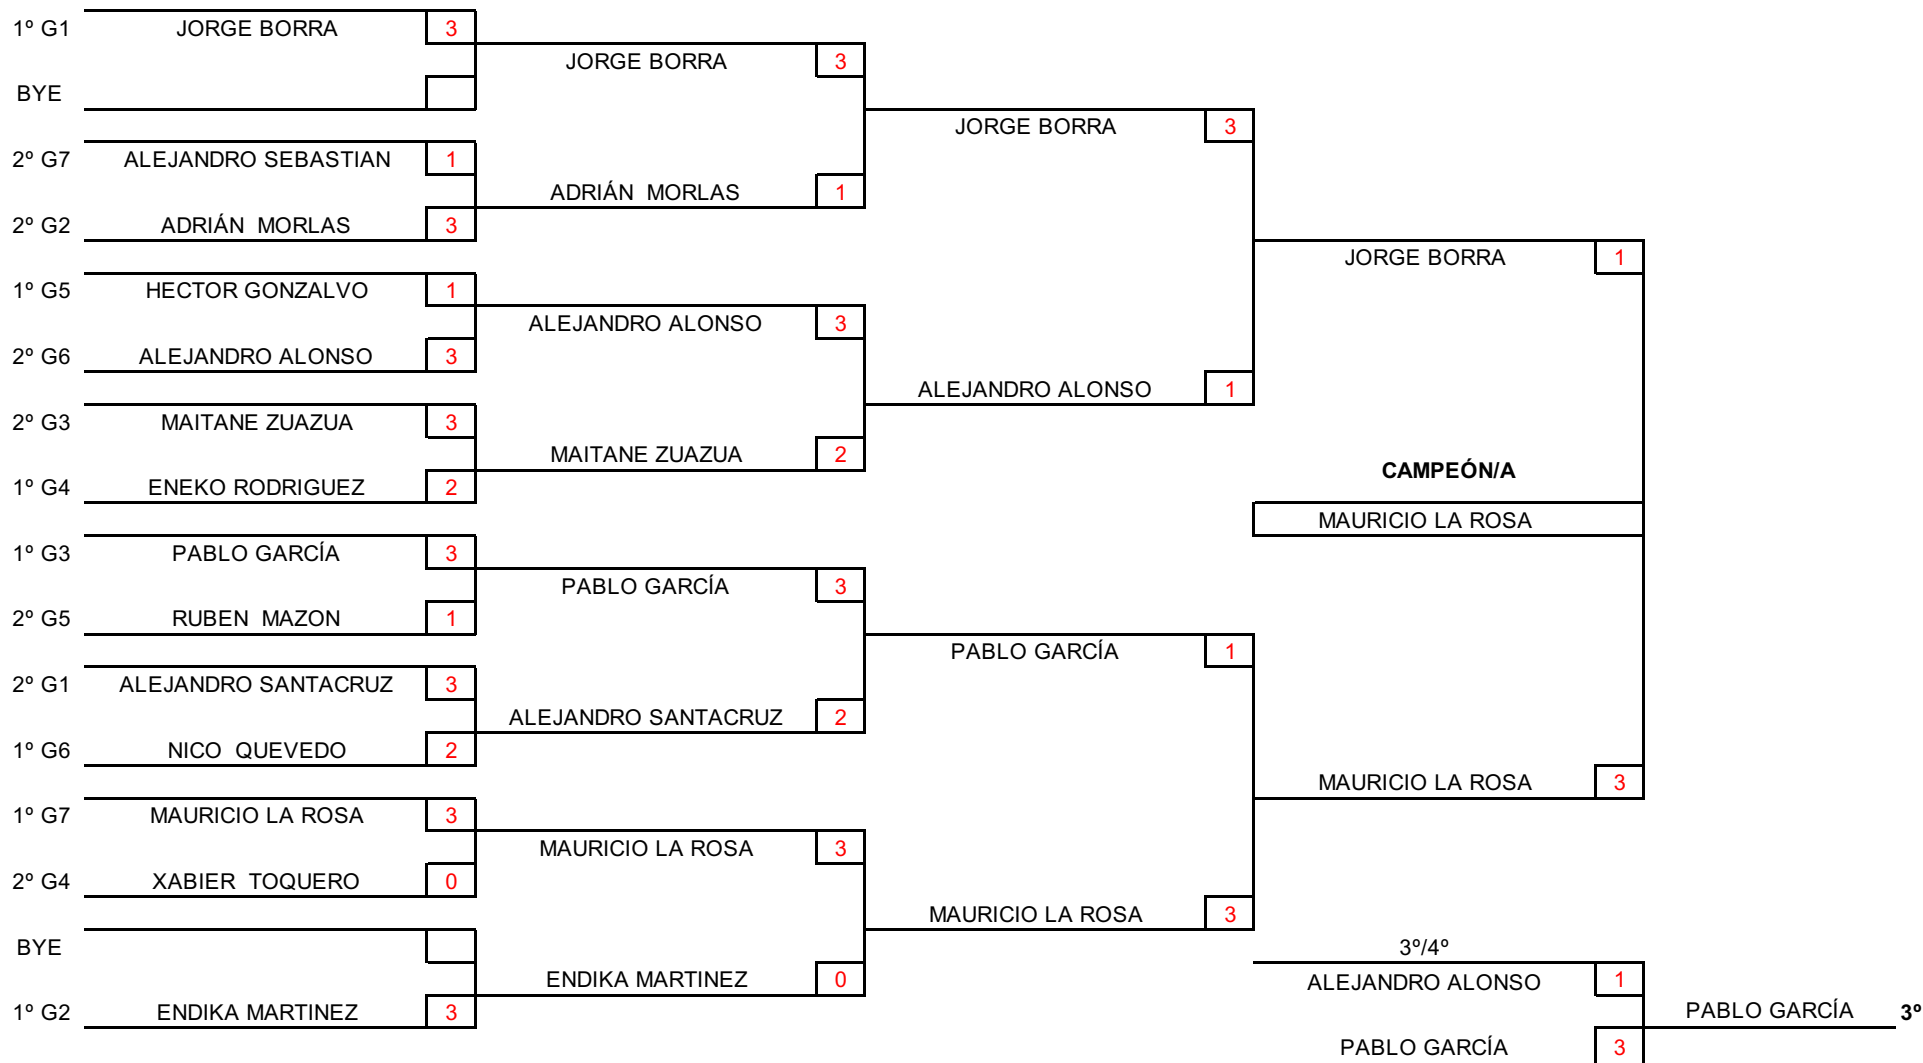 1º G1 JORGE BORRA 3
JORGE BORRA 3
BYE
JORGE BORRA 3
2º G7 ALEJANDRO SEBASTIAN 1
ADRIÁN MORLAS 1
2º G2 ADRIÁN MORLAS 3
JORGE BORRA 1
1º G5 HECTOR GONZALVO 1
ALEJANDRO ALONSO 3
2º G6 ALEJANDRO ALONSO 3
ALEJANDRO ALONSO 1
2º G3 MAITANE ZUAZUA 3
MAITANE ZUAZUA 2
CAMPEÓN/A
1º G4 ENEKO RODRIGUEZ 2
MAURICIO LA ROSA
1º G3 PABLO GARCÍA 3
PABLO GARCÍA 3
2º G5 RUBEN MAZON 1
PABLO GARCÍA 1
2º G1 ALEJANDRO SANTACRUZ 3
ALEJANDRO SANTACRUZ 2
1º G6 NICO QUEVEDO 2
MAURICIO LA ROSA 3
1º G7 MAURICIO LA ROSA 3
MAURICIO LA ROSA 3
2º G4 XABIER TOQUERO 0
MAURICIO LA ROSA 3
BYE
3º/4º
ENDIKA MARTINEZ 0
ALEJANDRO ALONSO 1
1º G2 ENDIKA MARTINEZ 3
PABLO GARCÍA 3º
PABLO GARCÍA 3